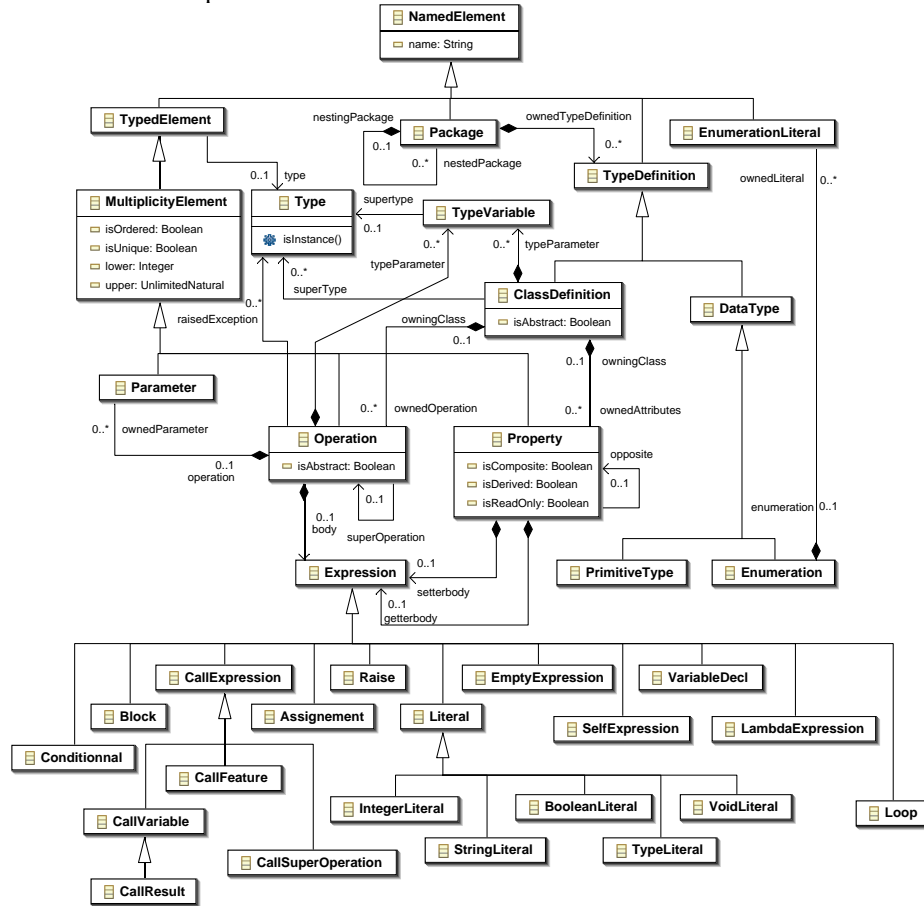 NamedElement
name: String
TypedElement
nestingPackage
0..1
Package
0..*
nestedPackage
ownedTypeDefinition
0..*
EnumerationLiteral
TypeDefinition
ownedLiteral
0..*
0..1
type
MultiplicityElement
isOrdered: Boolean
isUnique: Boolean
lower: Integer
upper: UnlimitedNatural
Type
isInstance()
supertype
0..1
TypeVariable
0..*
typeParameter
0..*
typeParameter
0..*
superType
ClassDefinition
isAbstract: Boolean
DataType
0..*
raisedException
owningClass
0..1
0..1
owningClass
Parameter
0..*
ownedParameter
0..*
ownedOperation
0..*
ownedAttributes
Operation
isAbstract: Boolean
Property
isComposite: Boolean
isDerived: Boolean
isReadOnly: Boolean
opposite
0..1
0..1
operation
0..1
body
0..1
superOperation
enumeration
0..1
Expression
0..1
setterbody
0..1
getterbody
PrimitiveType
Enumeration
CallExpression
Raise
EmptyExpression
VariableDecl
Block
Assignement
Literal
SelfExpression
LambdaExpression
Conditionnal
CallFeature
IntegerLiteral
BooleanLiteral
VoidLiteral
Loop
CallVariable
StringLiteral
TypeLiteral
CallSuperOperation
CallResult